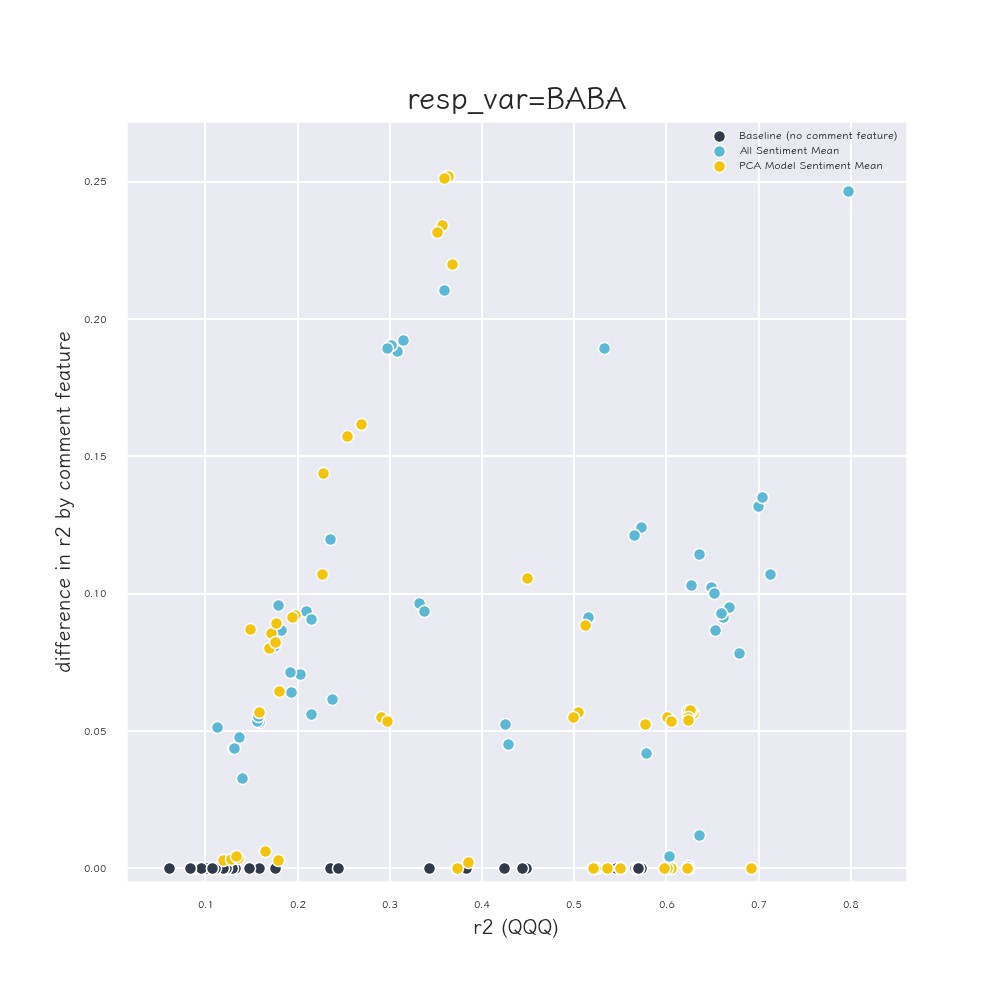 resp_var=BABA
Baseline (no comment feature)
All Sentiment Mean
PCA Model Sentiment Mean
difference in r2 by comment feature
0.25
0.20
0.15
0.10
0.05
0.00
0.1 0.2 0.3 0.4 0.5 0.6 0.7 0.8
r2 (QQQ)